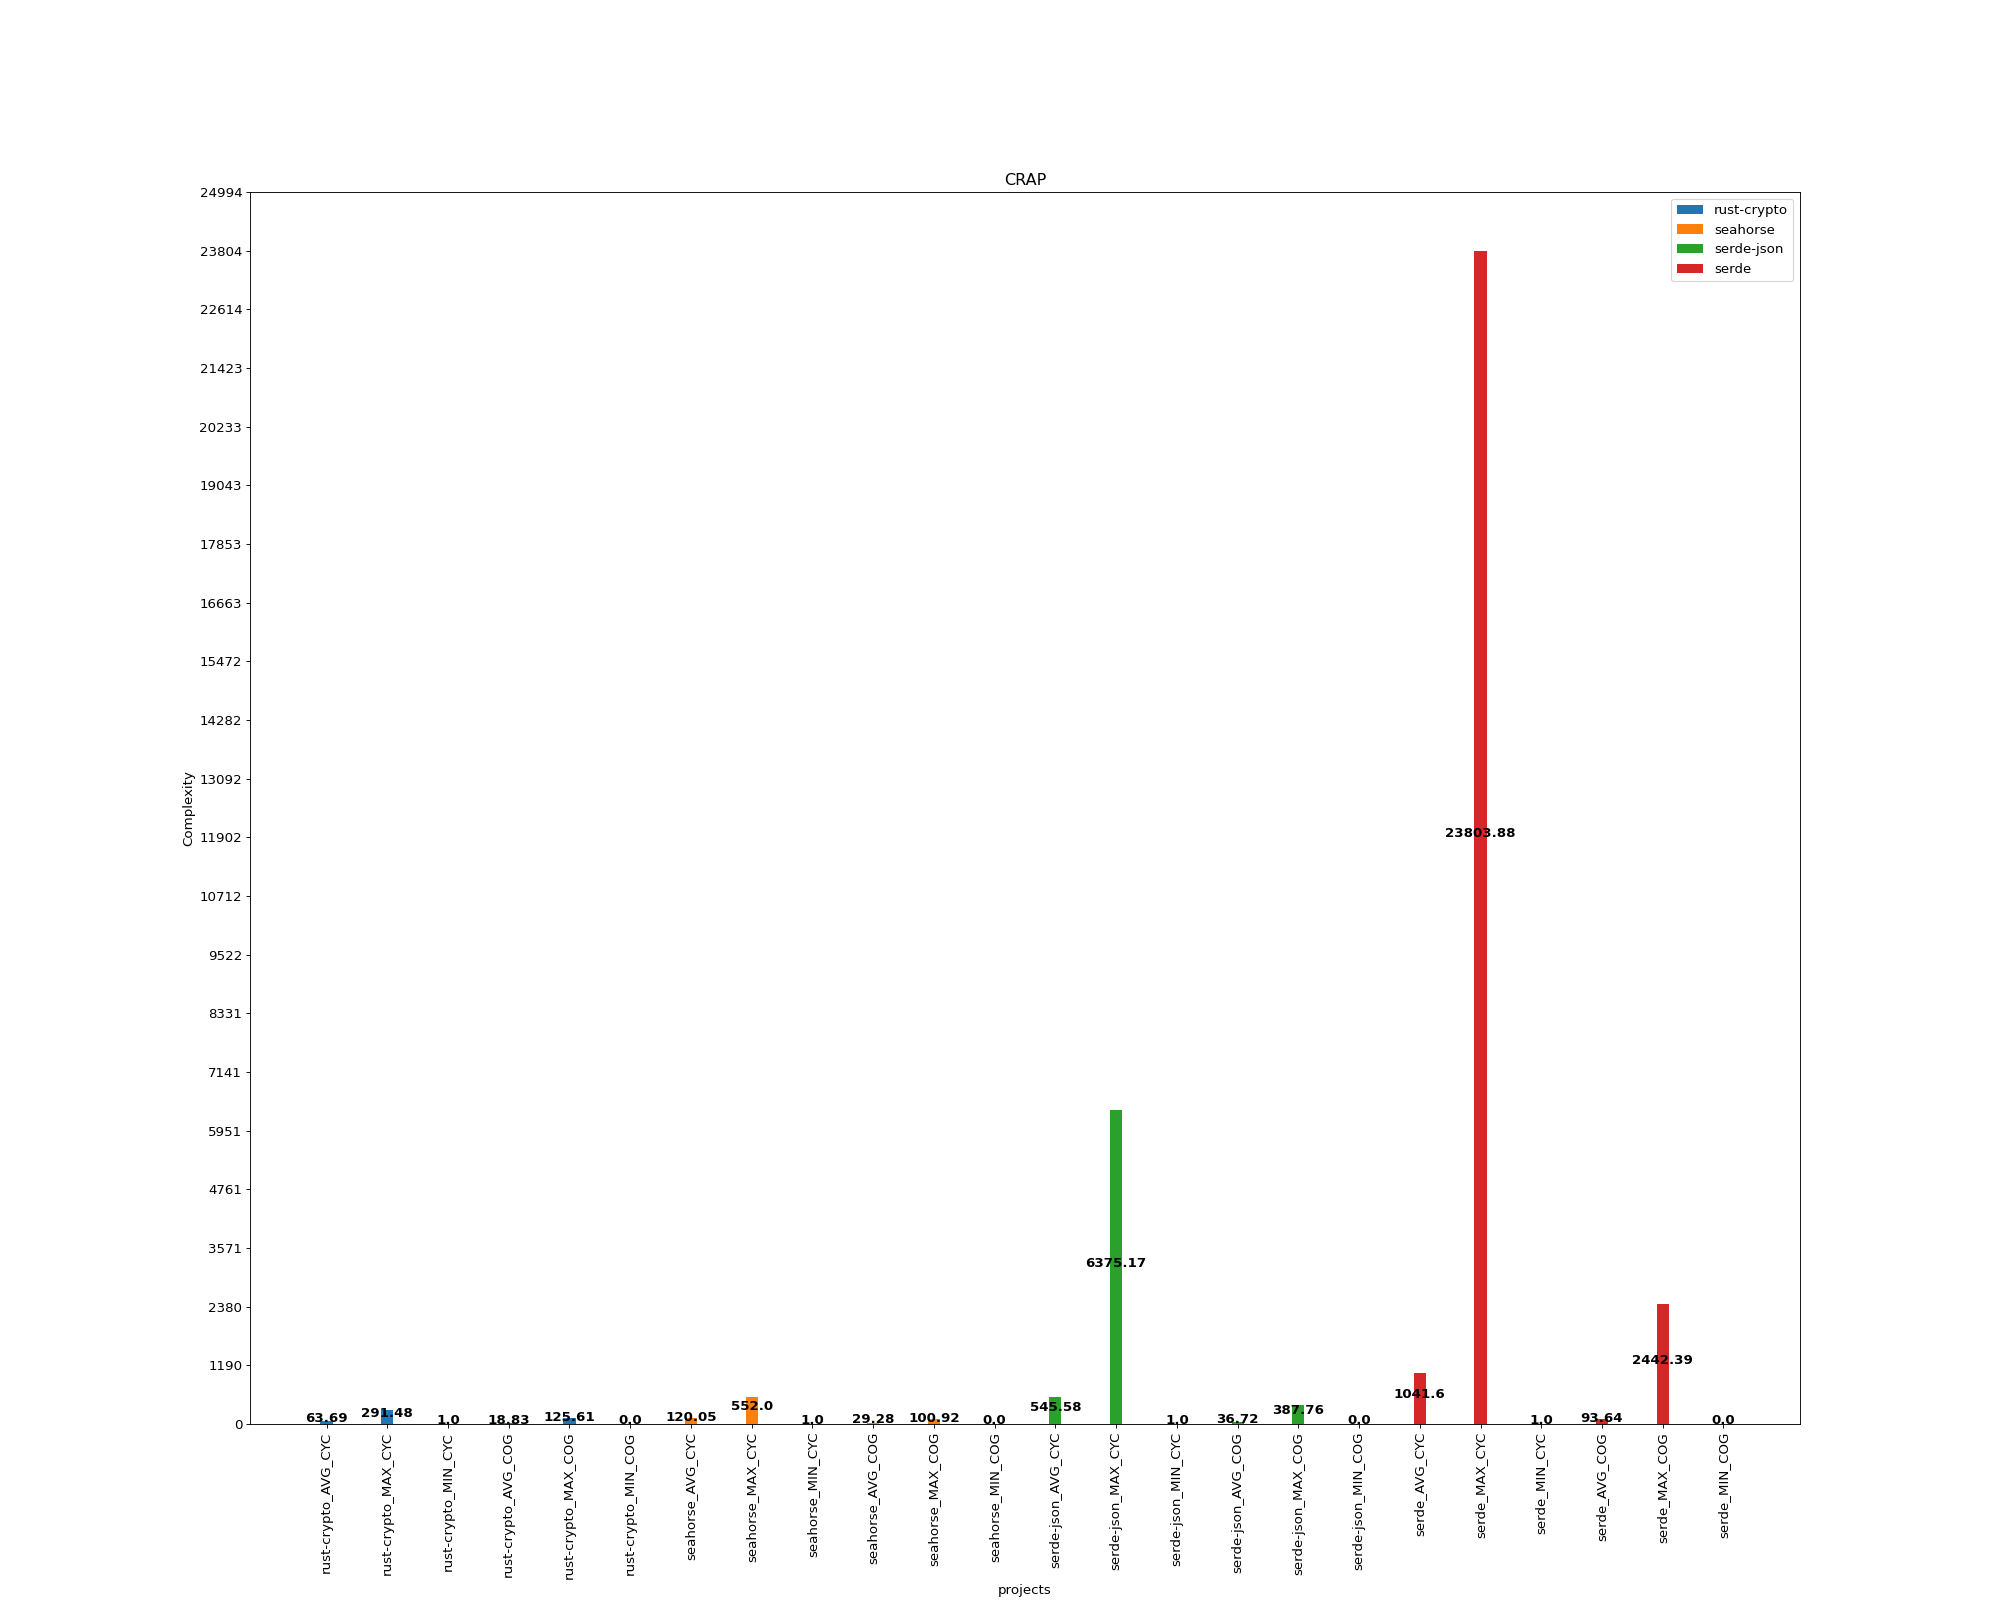 CRAP
24994
23804
22614
21423
20233
19043
17853
16663
15472
14282
13092
11902
10712
9522
8331
7141
5951
4761
3571
2380
1190
0
Complexity
rust-crypto
seahorse
serde-json
serde
63.69
291.48
1.0
18.83
125.61
0.0
120.05
552.0
1.0
29.28
100.92
0.0
545.58
6375.17
1.0
36.72
387.76
0.0
1041.6
23803.88
1.0
93.64
2442.39
0.0
rust-crypto_AVG_CYC
rust-crypto_MAX_CYC
rust-crypto_MIN_CYC
rust-crypto_AVG_COG
rust-crypto_MAX_COG
rust-crypto_MIN_COG
seahorse_AVG_CYC
seahorse_MAX_CYC
seahorse_MIN_CYC
seahorse_AVG_COG
seahorse_MAX_COG
seahorse_MIN_COG
serde-json_AVG_CYC
serde-json_MAX_CYC
serde-json_MIN_CYC
serde-json_AVG_COG
serde-json_MAX_COG
serde-json_MIN_COG
serde_AVG_CYC
serde_MAX_CYC
serde_MIN_CYC
serde_AVG_COG
serde_MAX_COG
serde_MIN_COG
projects